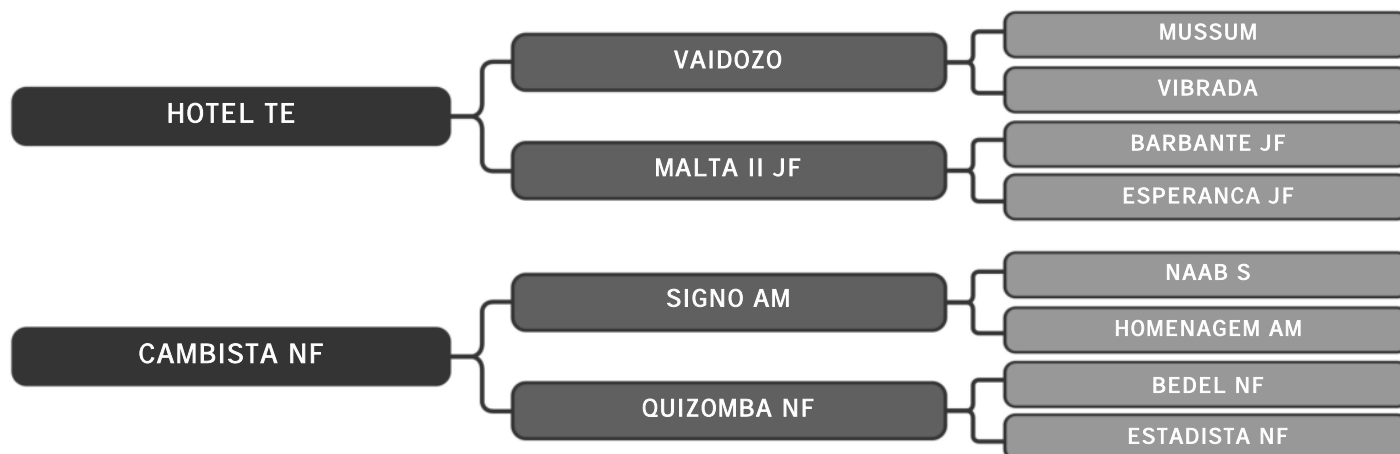 HOTEL TE
VAIDOZO
MALTA II JF
MUSSUM
VIBRADA
BARBANTE JF
ESPERANCA JF
CAMBISTA NF
SIGNO AM
QUIZOMBA NF
NAAB S
HOMENAGEM AM
BEDEL NF
ESTADISTA NF